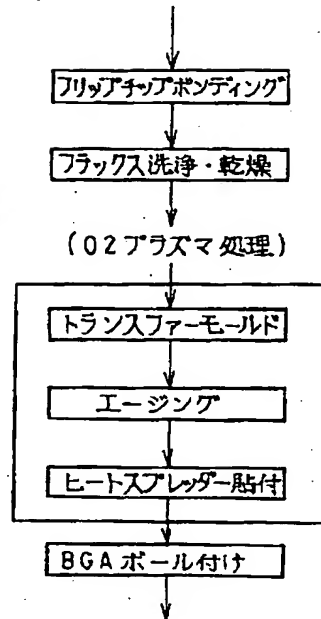 フリップチップボンディング
フラックス洗浄・乾燥
(O2プラズマ処理)
トランスファーモールド
エージング
ヒートスプレッダー貼付
BGAボール付け